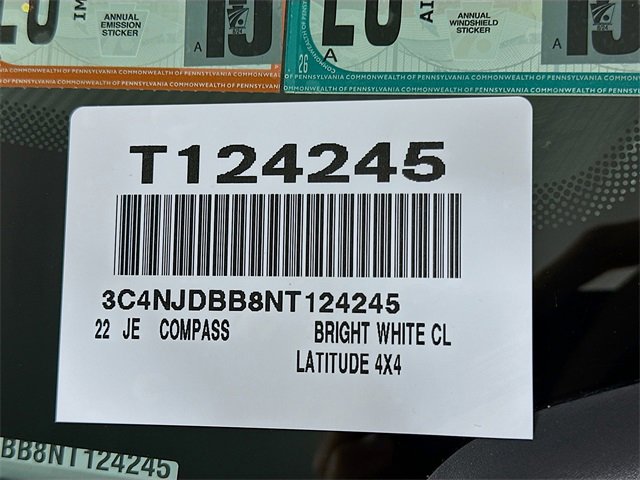 ANNUAL
EMISSION
STICKER
A
ANNUAL
WINDSHIELD
STICKER
A
A
26
COMMONWEALTH OF PENNSYLVANIA COMMONWEALTH OF PENNSYLVANIA
COMMONWEALTH OF PENNSYLVANIA COMMONWEALTH OF PENNSYLVANIA
T124245
3C4NJDBB8NT124245
22 JE COMPASS BRIGHT WHITE CL
LATITUDE 4X4
BB8NT124245